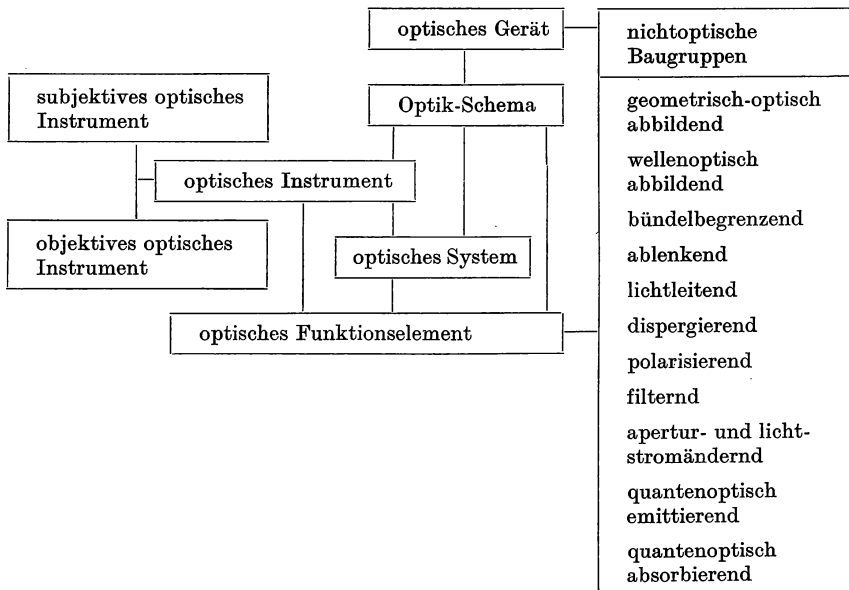 optisches Gerät
nichtoptische
Baugruppen
subjektives optisches
Instrument
Optik-Schema
geometrisch-optisch
abbildend
wellenoptisch
abbildend
optisches Instrument
bündelbegrenzend
objektives optisches
Instrument
optisches System
ablenkend
lichtleitend
optisches Funktionselement
dispergierend
polarisierend
filternd
apertur- und licht-
stromändernd
quantenoptisch
emittierend
quantenoptisch
absorbierend